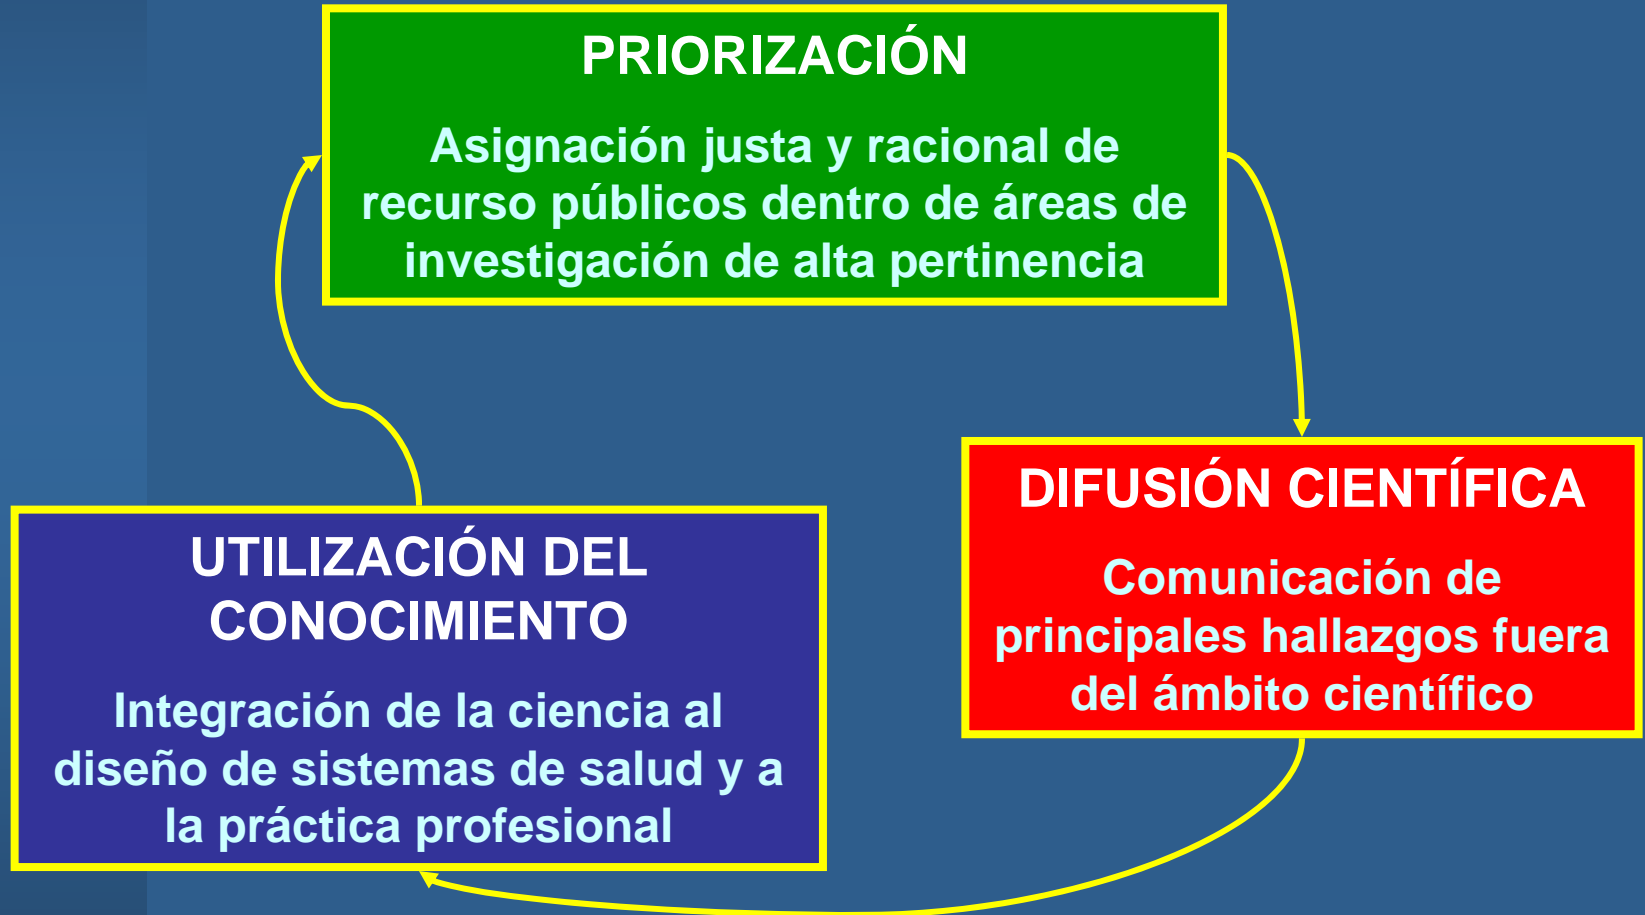 PRIORIZACIÓN
Asignación justa y racional de
recurso públicos dentro de áreas de
investigación de alta pertinencia
DIFUSIÓN CIENTÍFICA
Comunicación de
principales hallazgos fuera
del ámbito científico
UTILIZACIÓN DEL
CONOCIMIENTO
Integración de la ciencia al
diseño de sistemas de salud y a
la práctica profesional